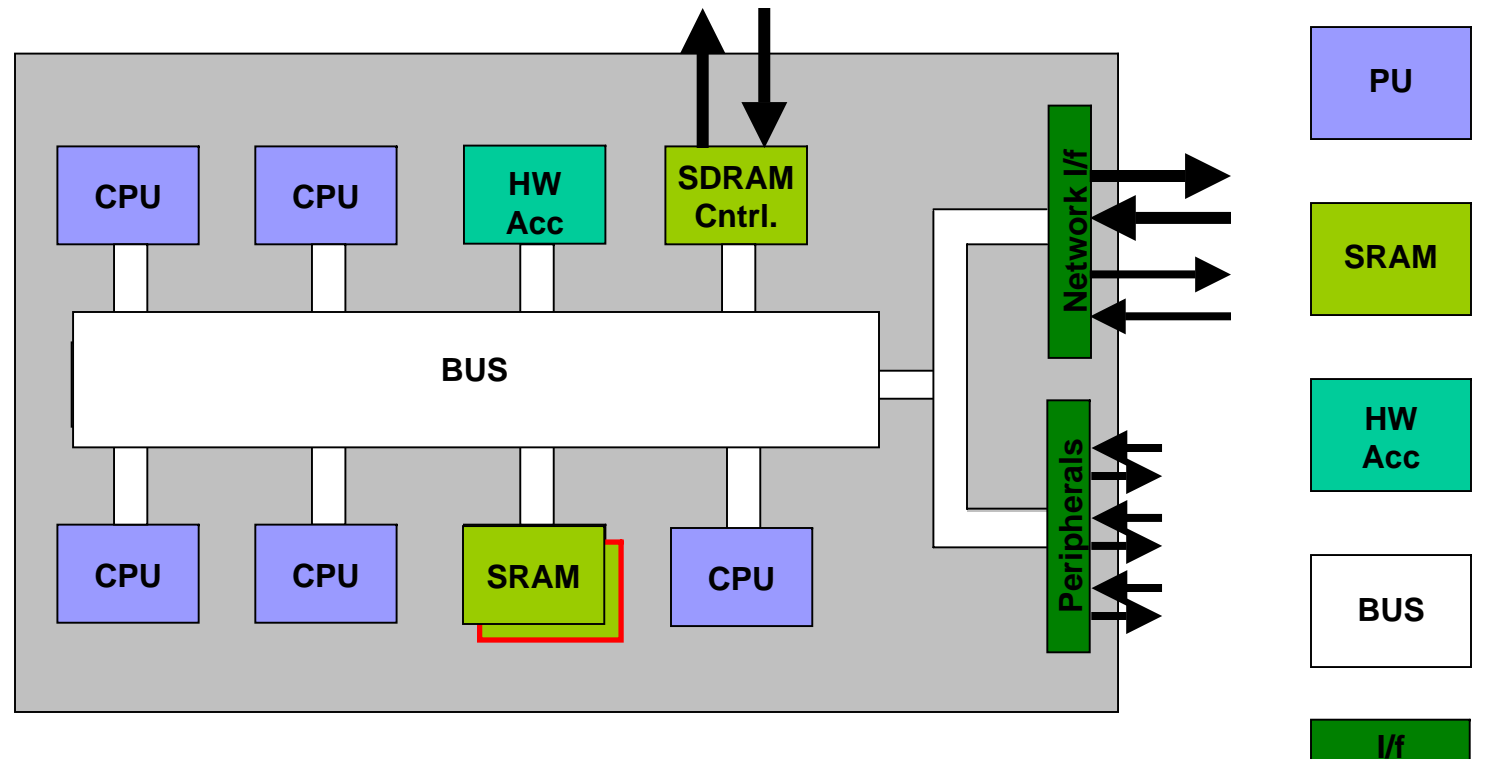 PU
CPU
CPU
HW
Acc
SDRAM
Cntrl.
Network I/f
SRAM
BUS
HW
Acc
Peripherals
CPU
CPU
SRAM
CPU
BUS
I/f